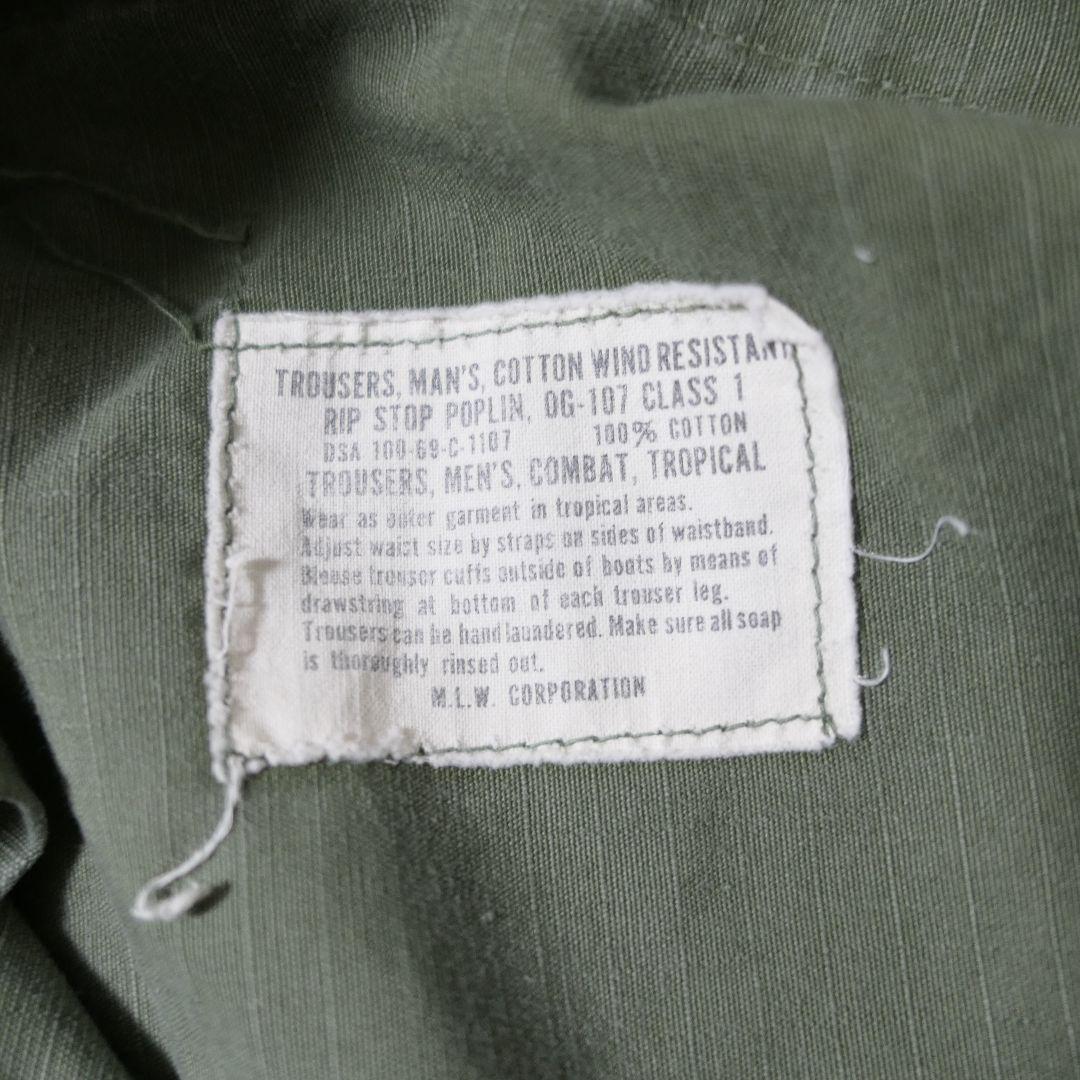 TROUSERS, MAN'S, COTTON WIND RESISTANT
RIP STOP POPLIN, OG-107 CLASS 1
DSA 100-69-C-1107 100% COTTON
TROUSERS, MEN'S, COMBAT, TROPICAL
Wear as outer garment in tropical areas.
Adjust waist size by straps on sides of waistband.
Blouse trouser cuffs outside of boots by means of
drawstring at bottom of each trouser leg.
Trousers can be hand laundered. Make sure all soap
is thoroughly rinsed out.
M.L.W. CORPORATION